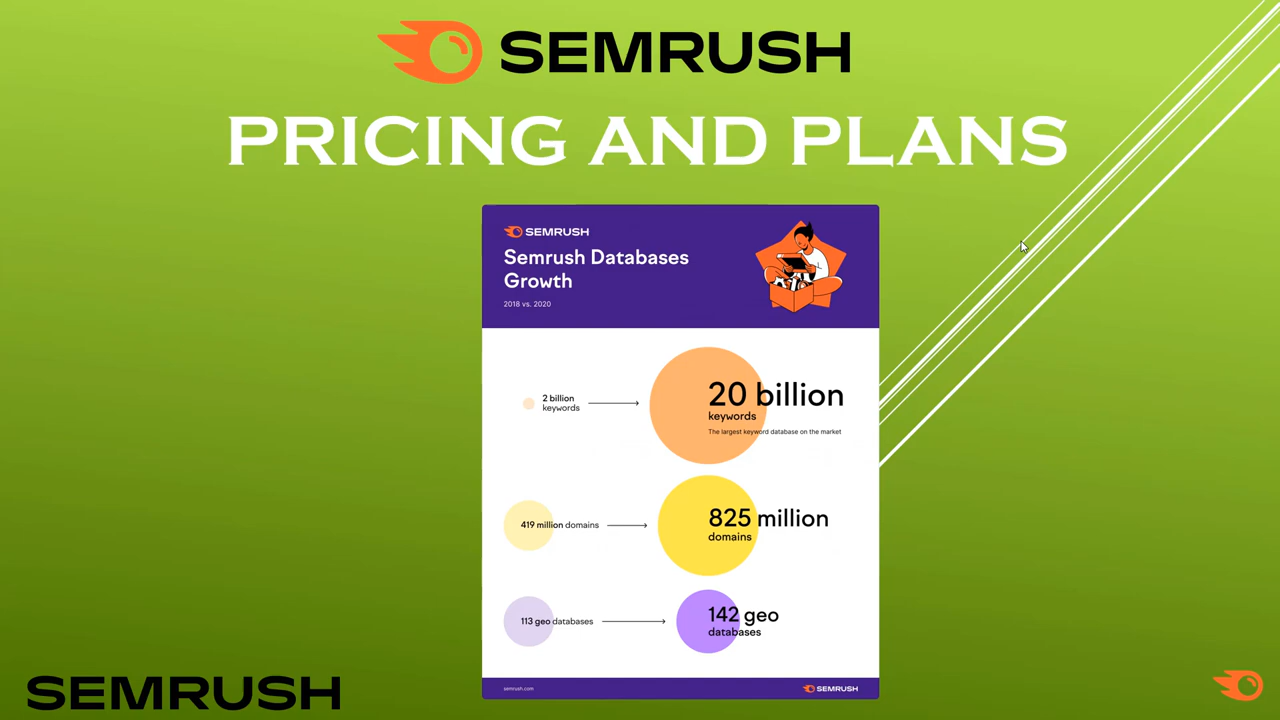 SEMRUSH
PRICING AND PLANS
SEMRUSH
Semrush Databases
Growth
2018 vs. 2020
2 billion
keywords
20 billion
keywords
The largest keyword database on the market
419 million domains
825 million
domains
113 geo databases
142 geo
databases
semrush.com
SEMRUSH
SEMRUSH